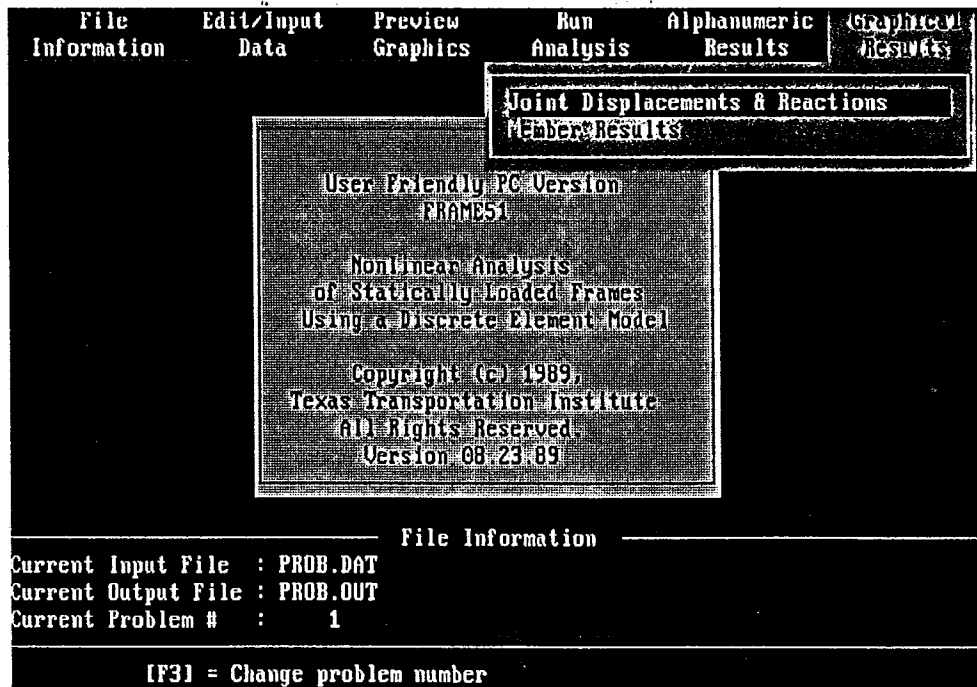 File Edit/Input Preview Run Alphanumeric Graphical
Information Data Graphics Analysis Results Results
Joint Displacements & Reactions
Member Results
User Friendly PC Version
FRAME51
Nonlinear Analysis
of Statically Loaded Frames
Using a Discrete Element Model
Copyright (c) 1989,
Texas Transportation Institute
All Rights Reserved.
Version 08.23.89
File Information
Current Input File : PROB.DAT
Current Output File : PROB.OUT
Current Problem # : 1
[F3] = Change problem number